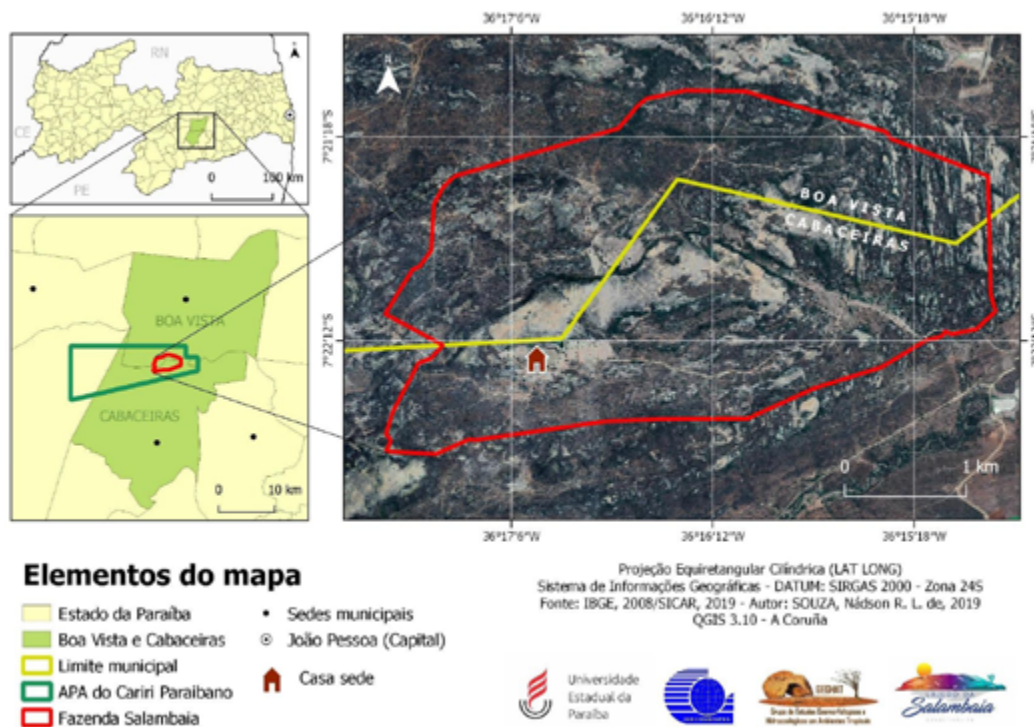 36°17'6"W 36°16'12"W 36°15'18"W
RN
CE
PE
0 100 km
7°21'18"S
7°22'12"S
BOA VISTA
CABACEIRAS
BOA VISTA
CABACEIRAS
0 10 km
N
0 1 km
36°17'6"W 36°16'12"W 36°15'18"W
Elementos do mapa
Estado da Paraíba
Boa Vista e Cabaceiras
Limite municipal
APA do Cariri Paraibano
Fazenda Salambaia
Sedes municipais
João Pessoa (Capital)
Casa sede
Projeção Equiretangular Cilíndrica (LAT LONG)
Sistema de Informações Geográficas - DATUM: SIRGAS 2000 - Zona 24S
Fonte: IBGE, 2008/SICAR, 2019 - Autor: SOUZA, Nádson R. L. de, 2019
QGIS 3.10 - A Coruña
Universidade
Estadual da
Paraíba
Salambaia